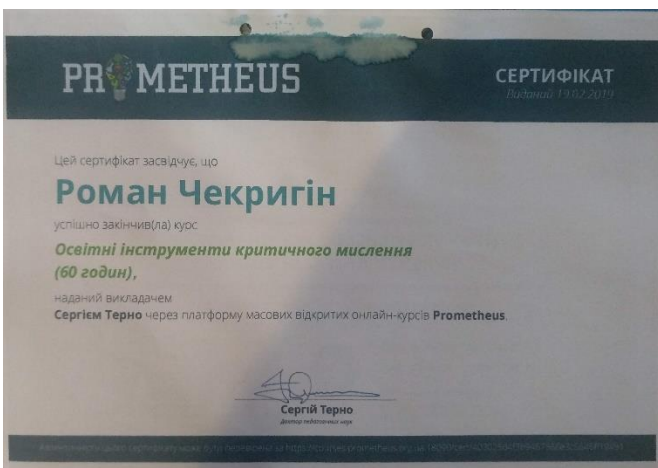 PROMETHEUS
СЕРТИФІКАТ
Виданий 19.02.2019
Цей сертифікат засвідчує, що
Роман Чекригін
успішно закінчив(ла) курс
Освітні інструменти критичного мислення
(60 годин),
наданий викладачем
Сергієм Терно через платформу масових відкритих онлайн-курсів Prometheus.
Сергій Терно
Доктор педагогічних наук